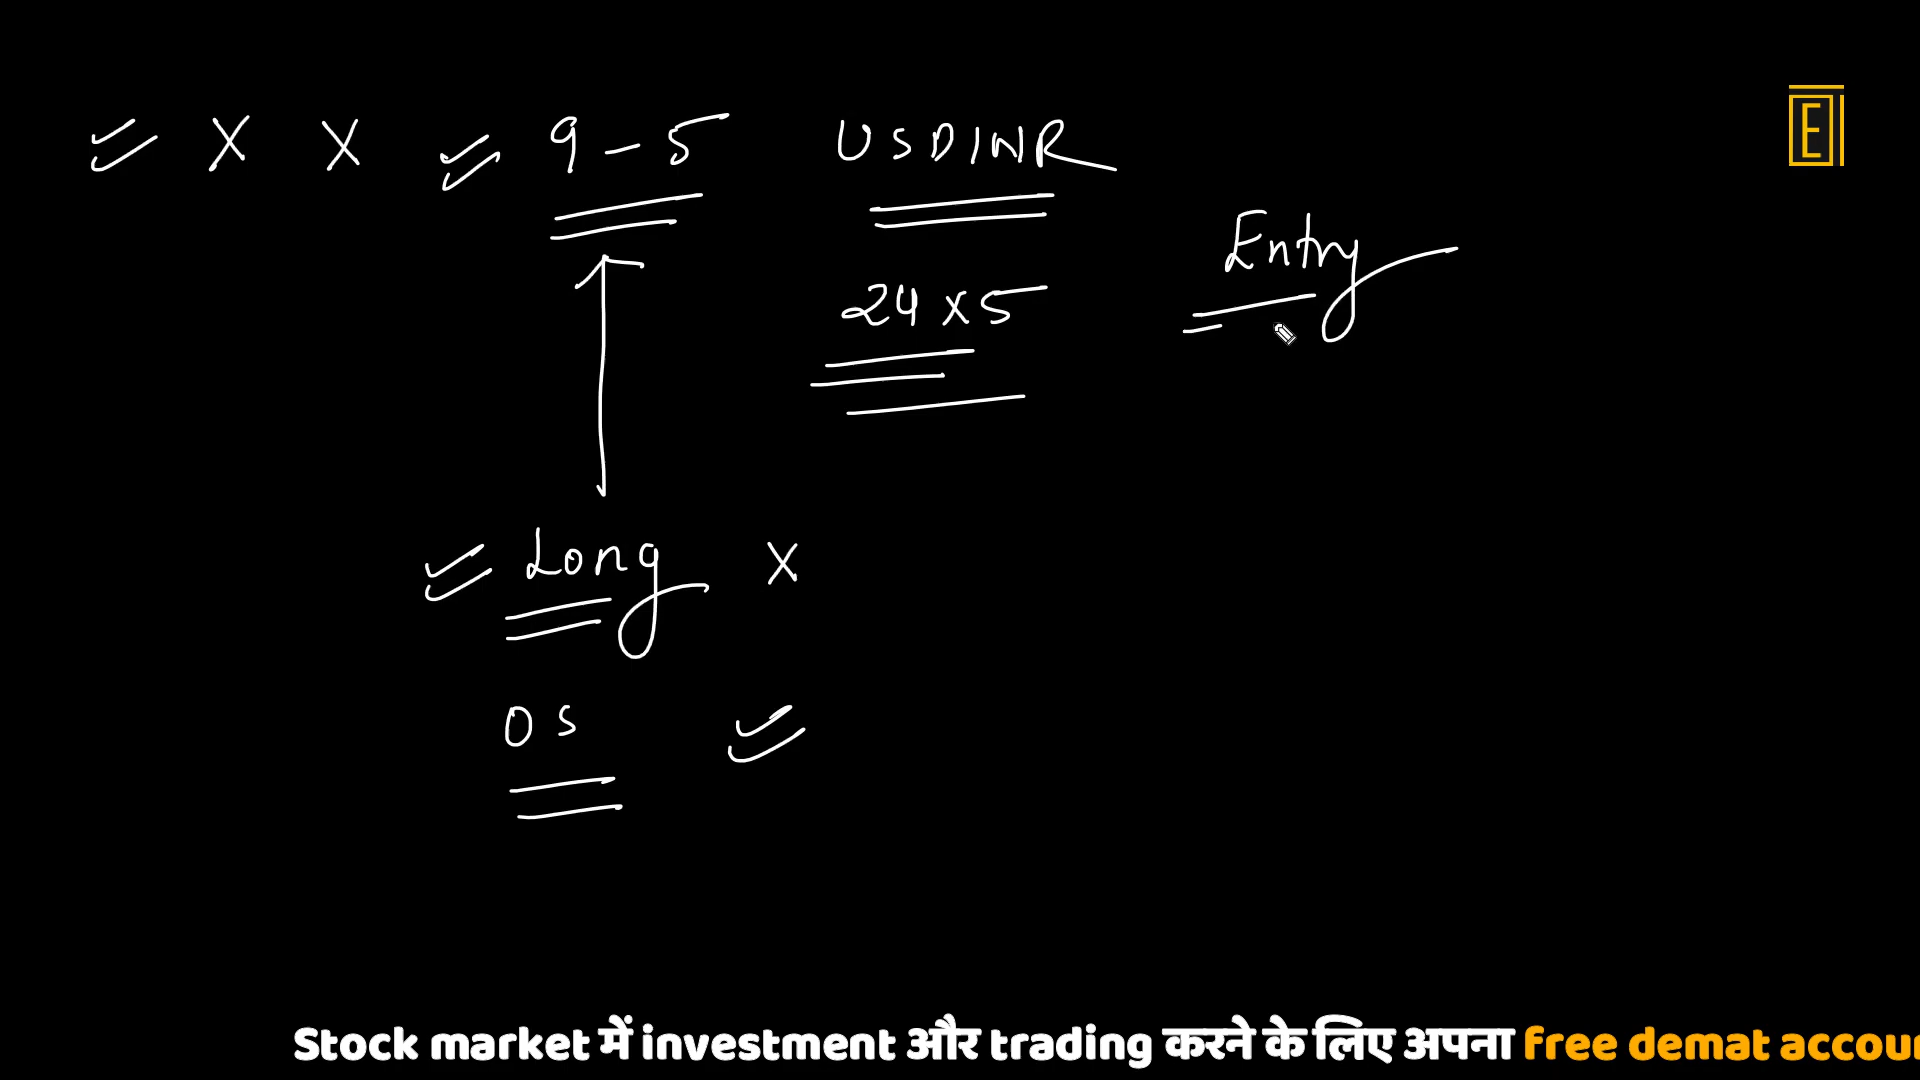 X X 9 - 5 USDINR
Entry
24 x 5
Long X
OS
E
Stock market में investment और trading करने के लिए अपना free demat accou